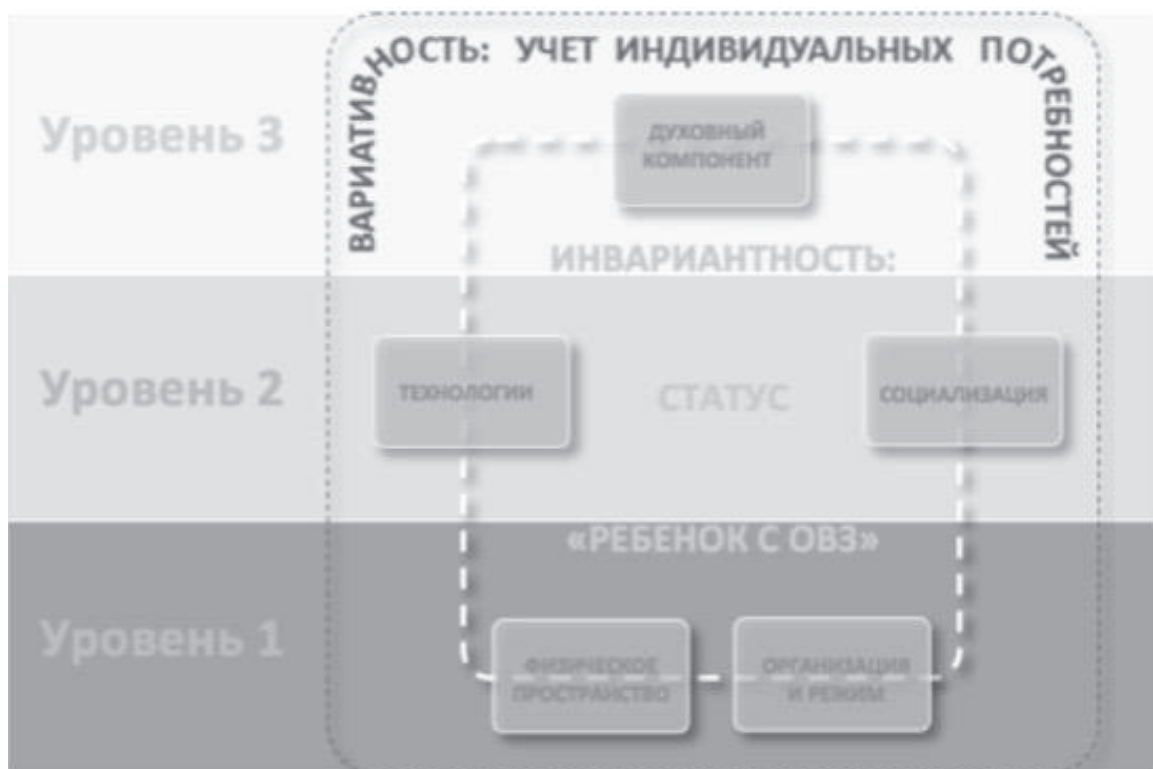 ВАРИАТИВНОСТЬ: УЧЕТ ИНДИВИДУАЛЬНЫХ ПОТРЕБНОСТЕЙ
Уровень 3
ДУХОВНЫЙ
КОМПОНЕНТ
ИНВАРИАНТНОСТЬ:
Уровень 2
ТЕХНОЛОГИИ
СТАТУС
СОЦИАЛИЗАЦИЯ
«РЕБЕНОК С ОВЗ»
Уровень 1
ФИЗИЧЕСКОЕ
ПРОСТРАНСТВО
ОРГАНИЗАЦИЯ
И РЕЖИМ